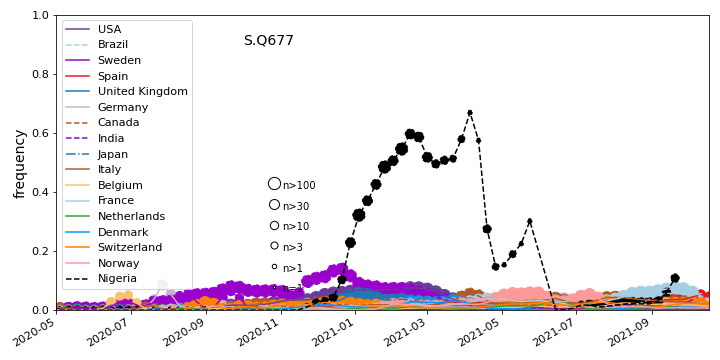 S.Q677
frequency
1.0
0.8
0.6
0.4
0.2
0.0
USA
Brazil
Sweden
Spain
United Kingdom
Germany
Canada
India
Japan
Italy
Belgium
France
Netherlands
Denmark
Switzerland
Norway
Nigeria
n>100
n>30
n>10
n>3
n>1
n=1
2020-05
2020-07
2020-09
2020-11
2021-01
2021-03
2021-05
2021-07
2021-09